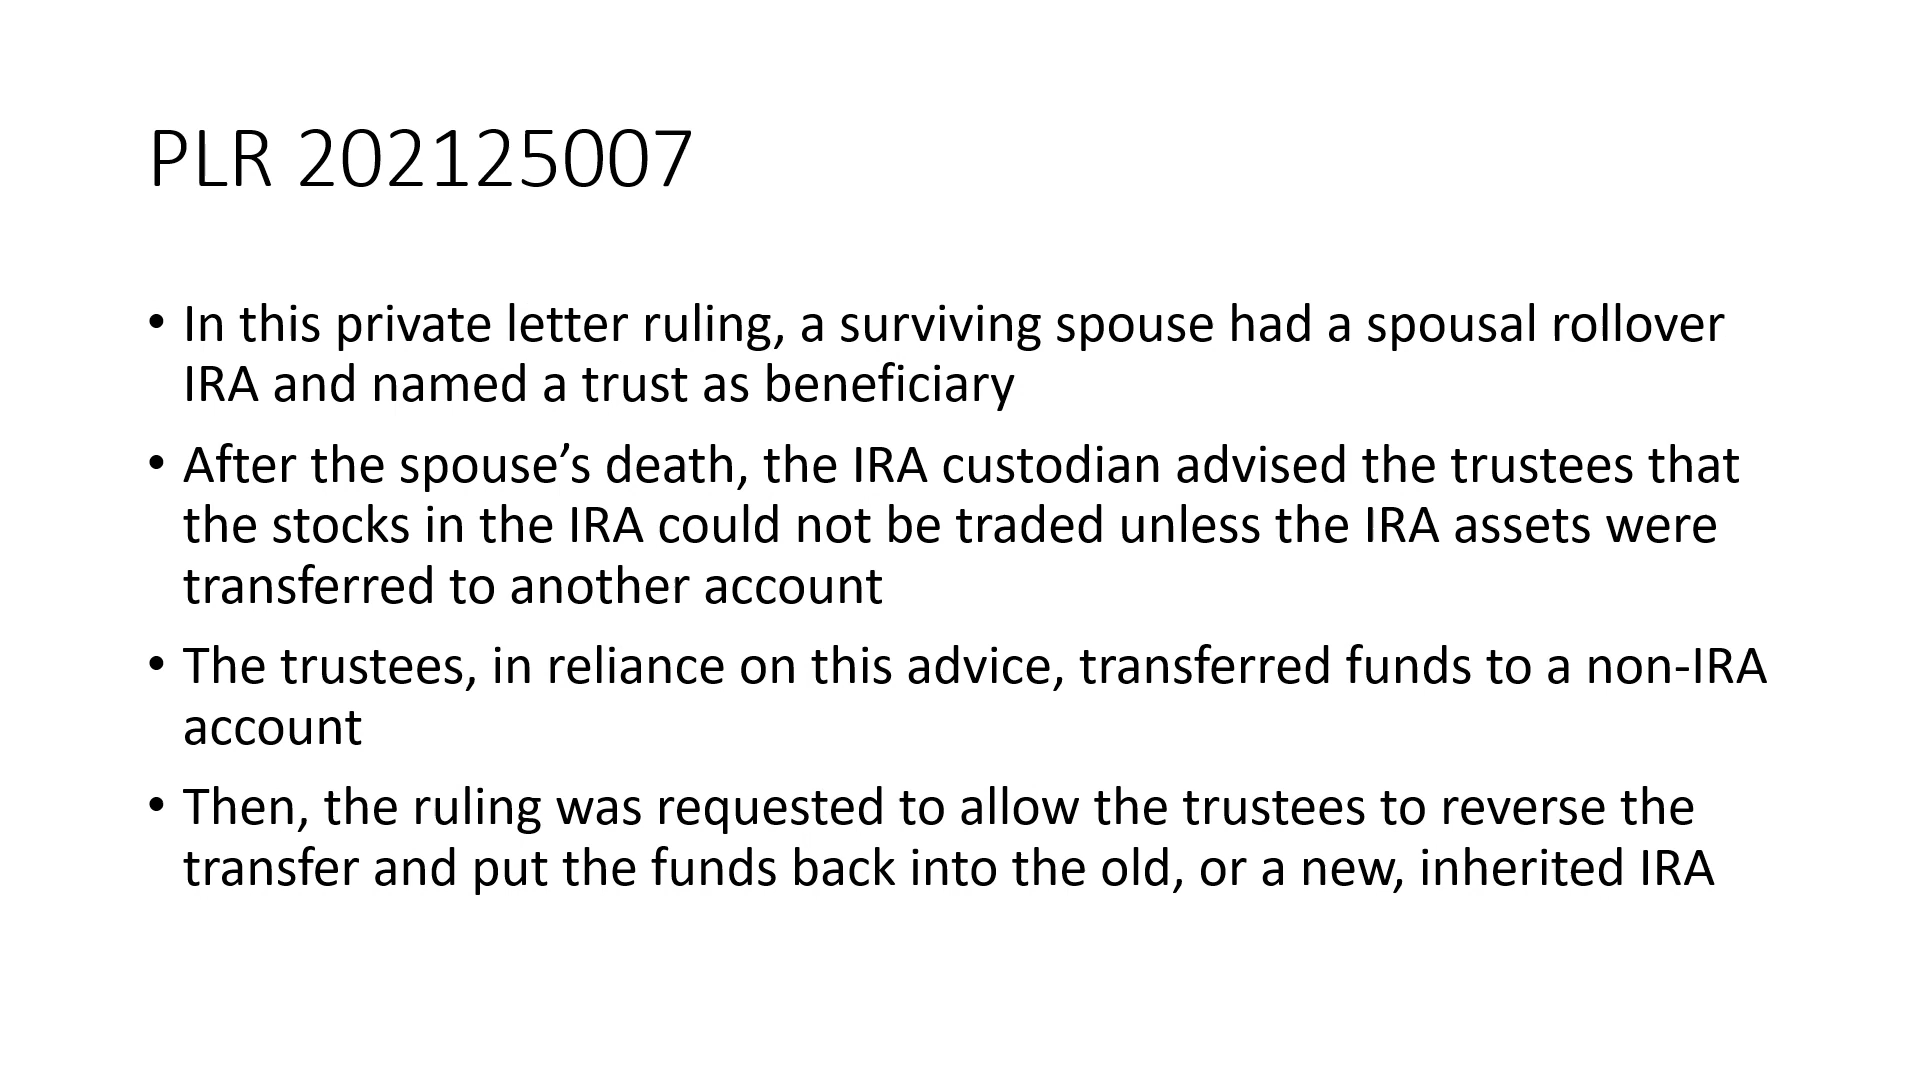 PLR 202125007
• In this private letter ruling, a surviving spouse had a spousal rollover
IRA and named a trust as beneficiary
• After the spouse’s death, the IRA custodian advised the trustees that
the stocks in the IRA could not be traded unless the IRA assets were
transferred to another account
• The trustees, in reliance on this advice, transferred funds to a non-IRA
account
• Then, the ruling was requested to allow the trustees to reverse the
transfer and put the funds back into the old, or a new, inherited IRA